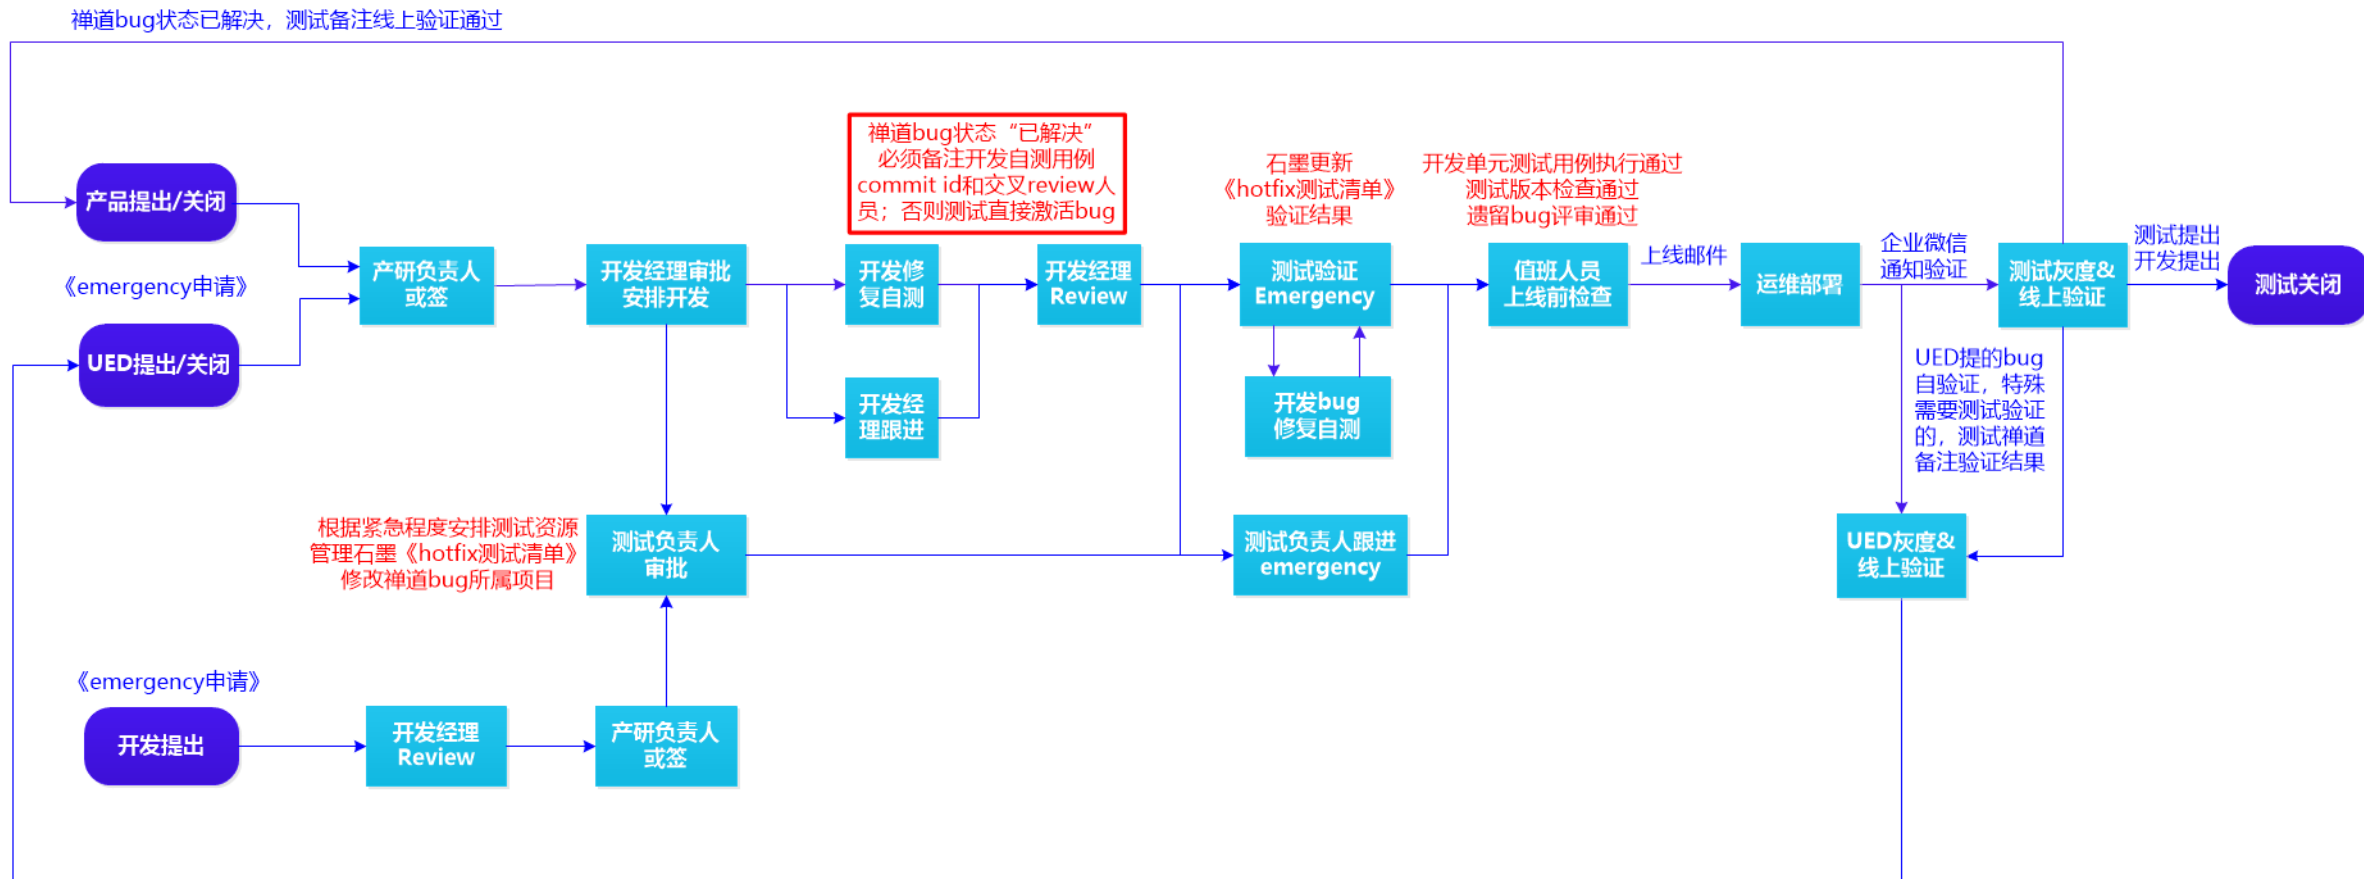 禅道bug状态已解决，测试备注线上验证通过
禅道bug状态“已解决”
必须备注开发自测用例
commit id和交叉review人
员；否则测试直接激活bug
石墨更新
《hotfix测试清单》
验证结果
开发单元测试用例执行通过
测试版本检查通过
遗留bug评审通过
产品提出/关闭
《emergency申请》
UED提出/关闭
产研负责人
或签
开发经理审批
安排开发
开发修
复自测
开发经理
Review
测试验证
Emergency
值班人员
上线前检查
上线邮件
运维部署
企业微信
通知验证
测试灰度&
线上验证
测试提出
开发提出
测试关闭
开发经
理跟进
开发bug
修复自测
UED提的bug
自验证，特殊
需要测试验证
的，测试禅道
备注验证结果
根据紧急程度安排测试资源
管理石墨《hotfix测试清单》
修改禅道bug所属项目
测试负责人
审批
测试负责人跟进
emergency
UED灰度&
线上验证
《emergency申请》
开发提出
开发经理
Review
产研负责人
或签